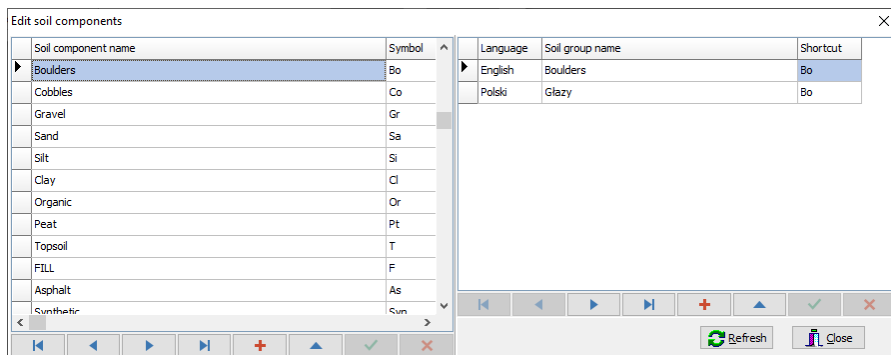 Edit soil components
Soil component name Symbol
Boulders Bo
Cobbles Co
Gravel Gr
Sand Sa
Silt Si
Clay Cl
Organic Or
Peat Pt
Topsoil T
FILL F
Asphalt As
Synthetic Syn
Language Soil group name Shortcut
English Boulders Bo
Polski Głazy Bo
Refresh Close